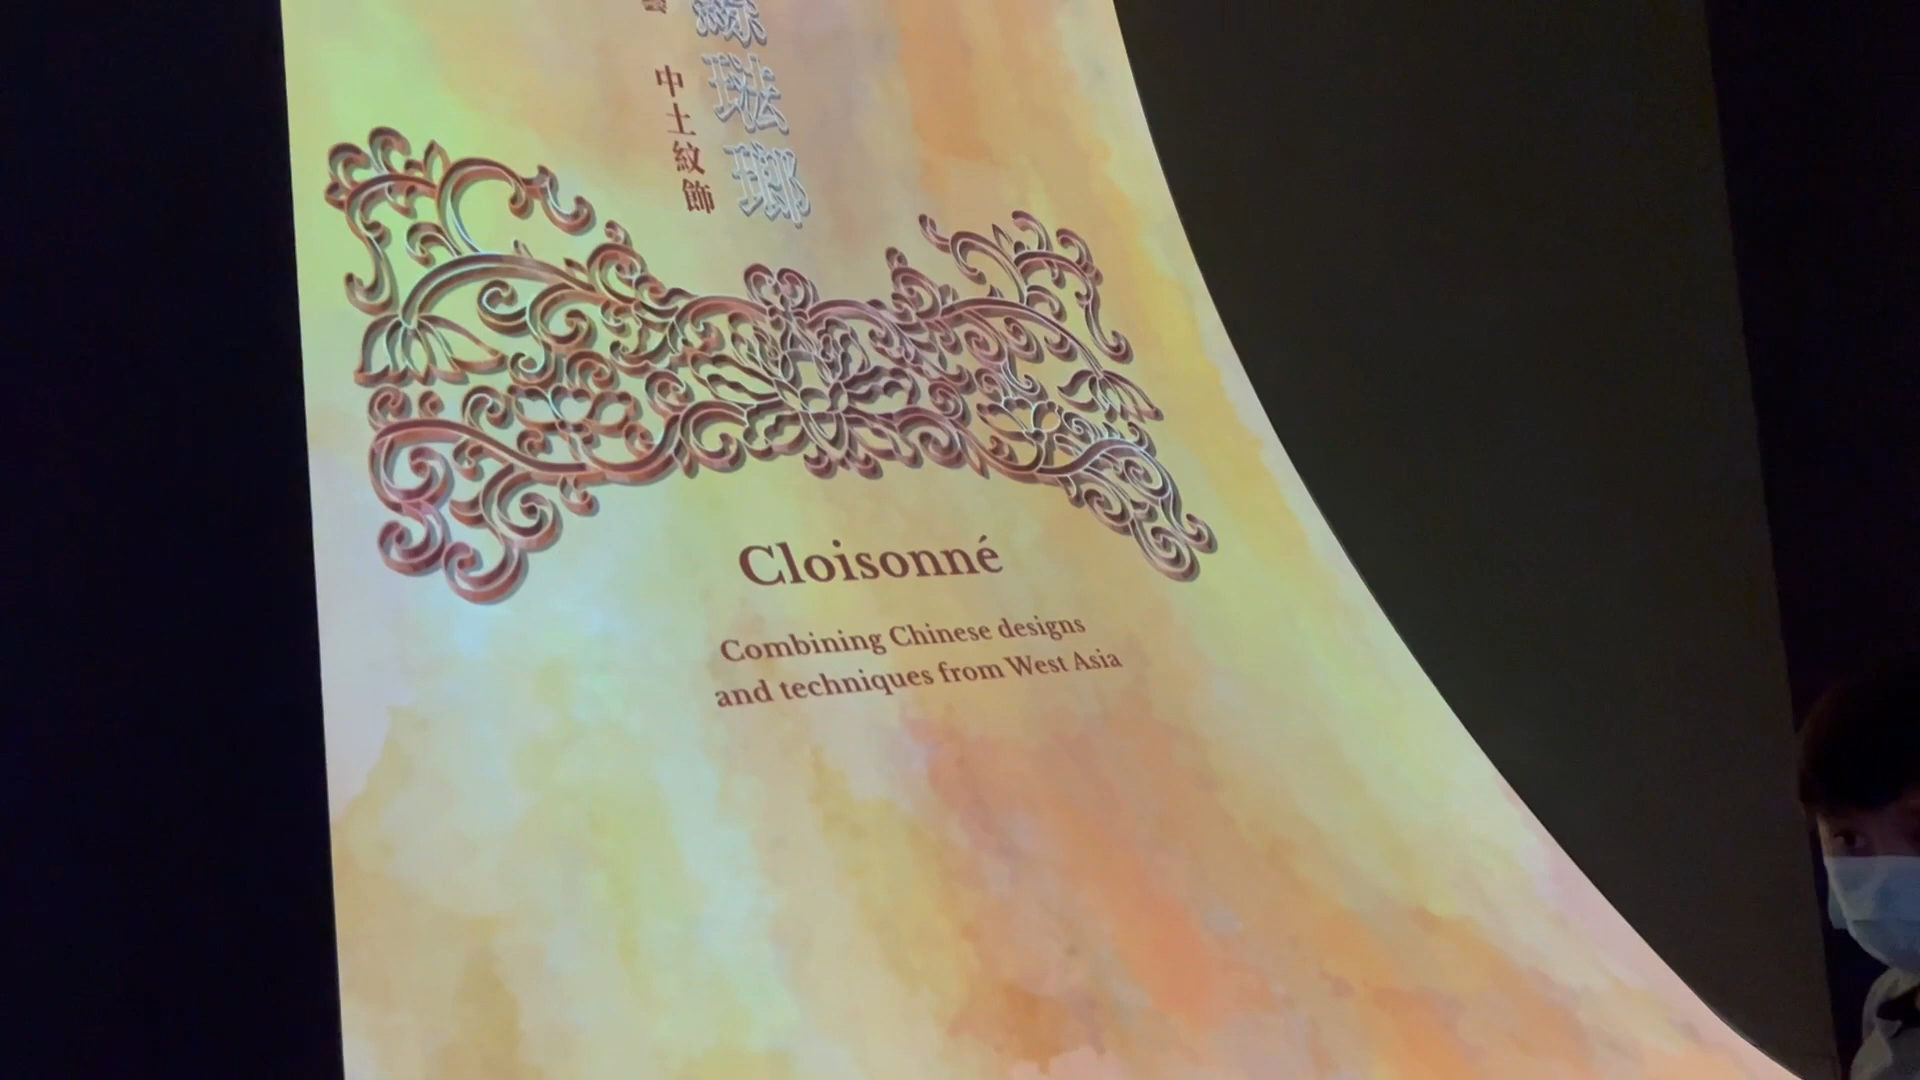 琺瑯
中土紋飾
Cloisonné
Combining Chinese designs
and techniques from West Asia